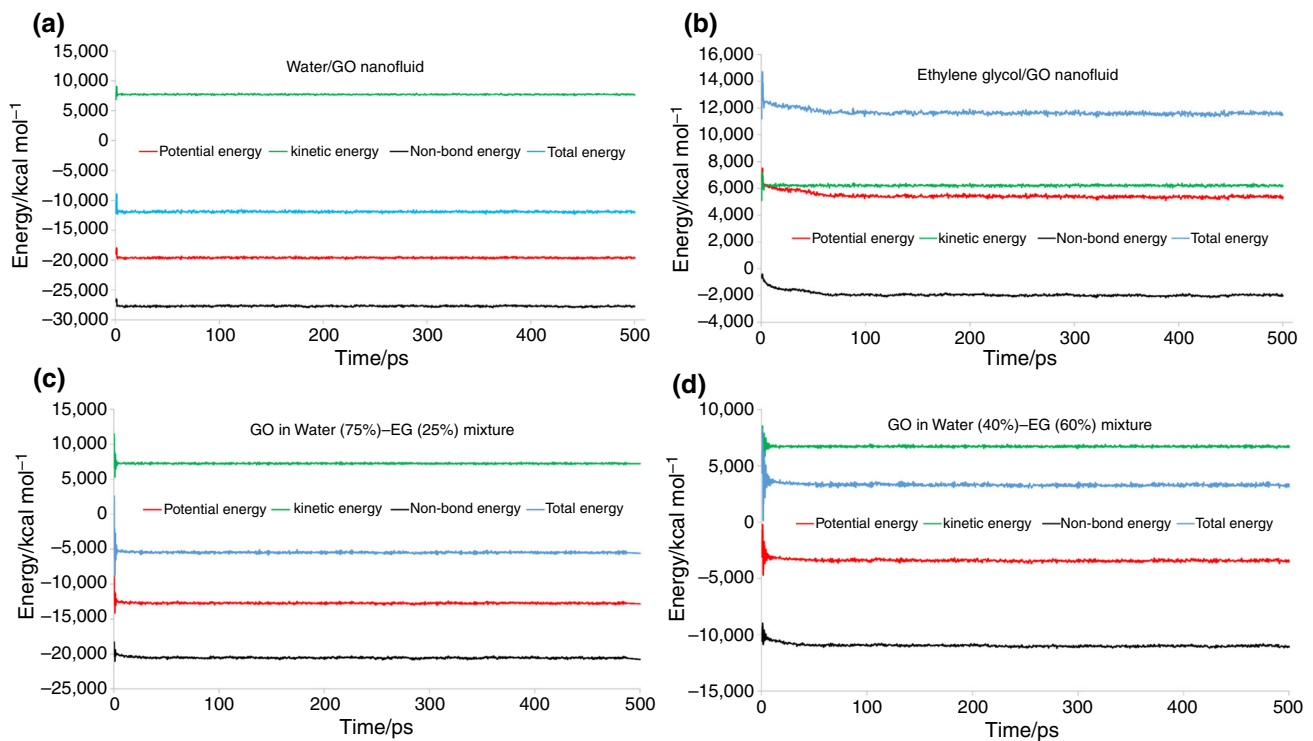 (a)
Energy/kcal mol⁻¹
15,000
10,000
5,000
0
−5,000
−10,000
−15,000
−20,000
−25,000
−30,000
Water/GO nanofluid
Potential energy kinetic energy Non-bond energy Total energy
0 100 200 300 400 500
Time/ps
(b)
Energy/kcal mol⁻¹
16,000
14,000
12,000
10,000
8,000
6,000
4,000
2,000
0
−2,000
−4,000
Ethylene glycol/GO nanofluid
Potential energy kinetic energy Non-bond energy Total energy
0 100 200 300 400 500
Time/ps
(c)
Energy/kcal mol⁻¹
15,000
10,000
5,000
0
−5,000
−10,000
−15,000
−20,000
−25,000
GO in Water (75%)–EG (25%) mixture
Potential energy kinetic energy Non-bond energy Total energy
0 100 200 300 400 500
Time/ps
(d)
Energy/kcal mol⁻¹
10,000
5,000
0
−5,000
−10,000
−15,000
GO in Water (40%)–EG (60%) mixture
Potential energy kinetic energy Non-bond energy Total energy
0 100 200 300 400 500
Time/ps